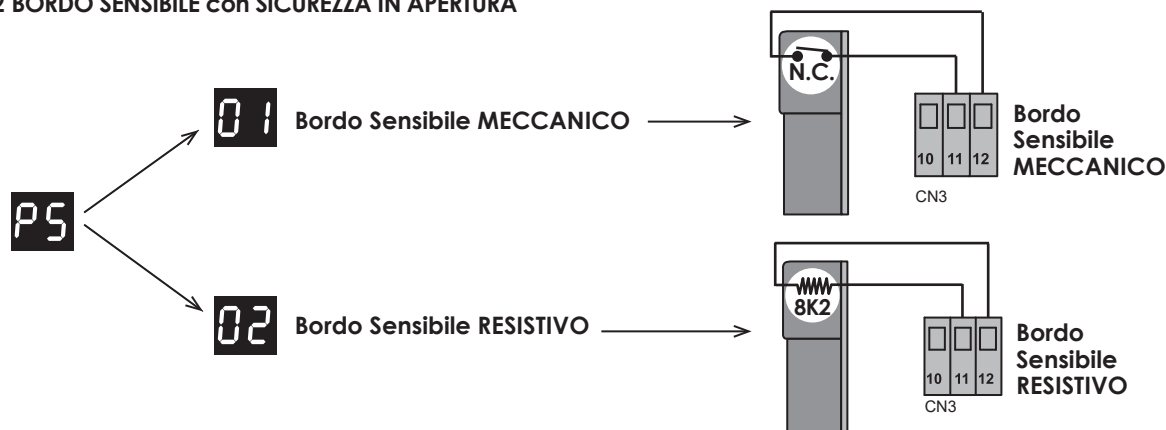 2 BORDO SENSIBILE con SICUREZZA IN APERTURA
PS
01
Bordo Sensibile MECCANICO
N.C.
10 11 12
CN3
Bordo
Sensibile
MECCANICO
02
Bordo Sensibile RESISTIVO
8K2
10 11 12
CN3
Bordo
Sensibile
RESISTIVO